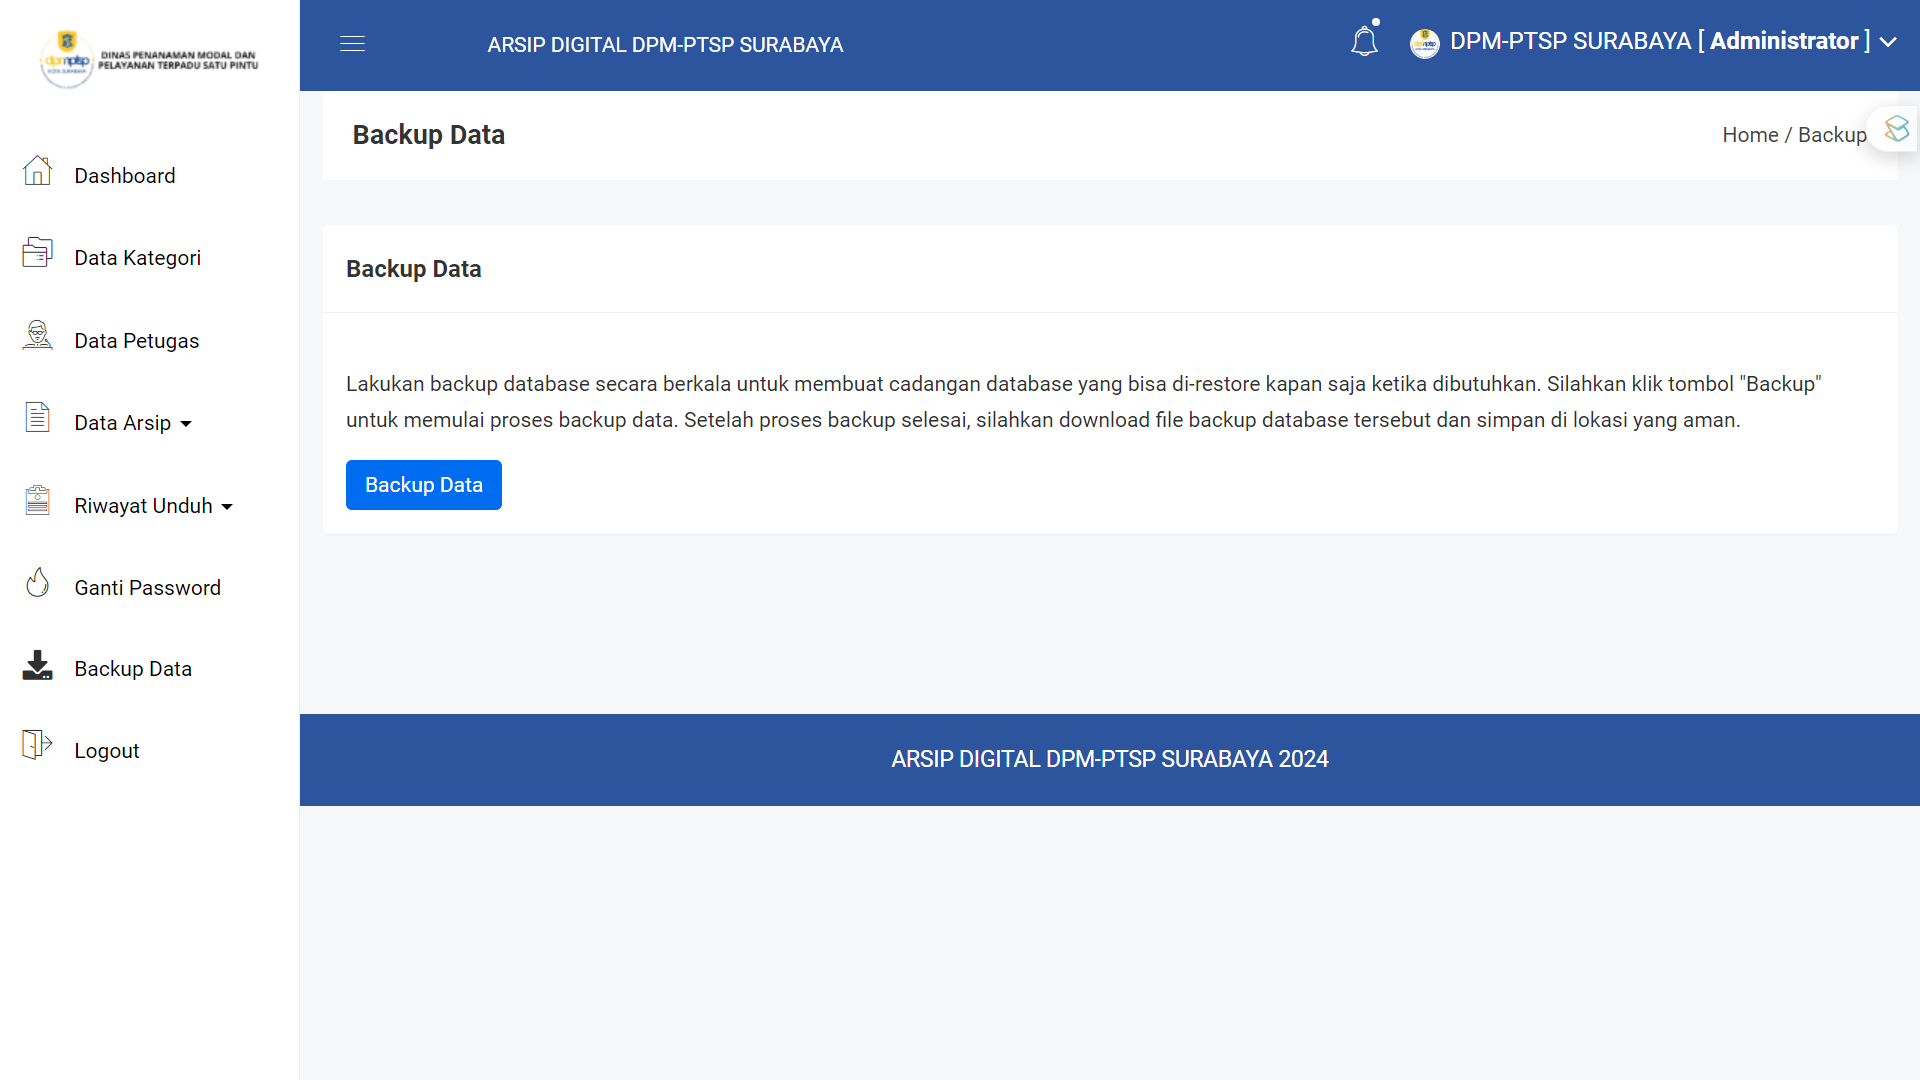 DINAS PENANAMAN MODAL DAN
PELAYANAN TERPADU SATU PINTU
ARSIP DIGITAL DPM-PTSP SURABAYA
DPM-PTSP SURABAYA [ Administrator ]
Backup Data
Home / Backup
Dashboard
Data Kategori
Data Petugas
Data Arsip
Riwayat Unduh
Ganti Password
Backup Data
Logout
Backup Data
Lakukan backup database secara berkala untuk membuat cadangan database yang bisa di-restore kapan saja ketika dibutuhkan. Silahkan klik tombol "Backup"
untuk memulai proses backup data. Setelah proses backup selesai, silahkan download file backup database tersebut dan simpan di lokasi yang aman.
Backup Data
ARSIP DIGITAL DPM-PTSP SURABAYA 2024